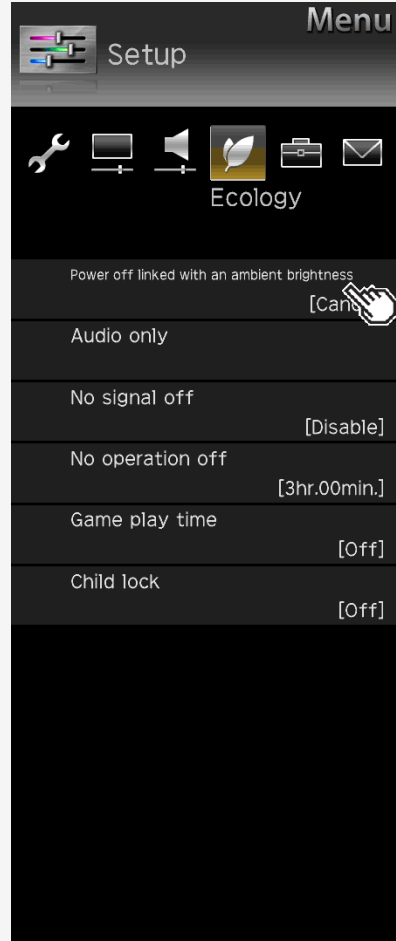 Menu
Setup
Ecology
Power off linked with an ambient brightness
Audio only
No signal off
[Disable]
No operation off
[3hr.00min.]
Game play time
[Off]
Child lock
[Off]